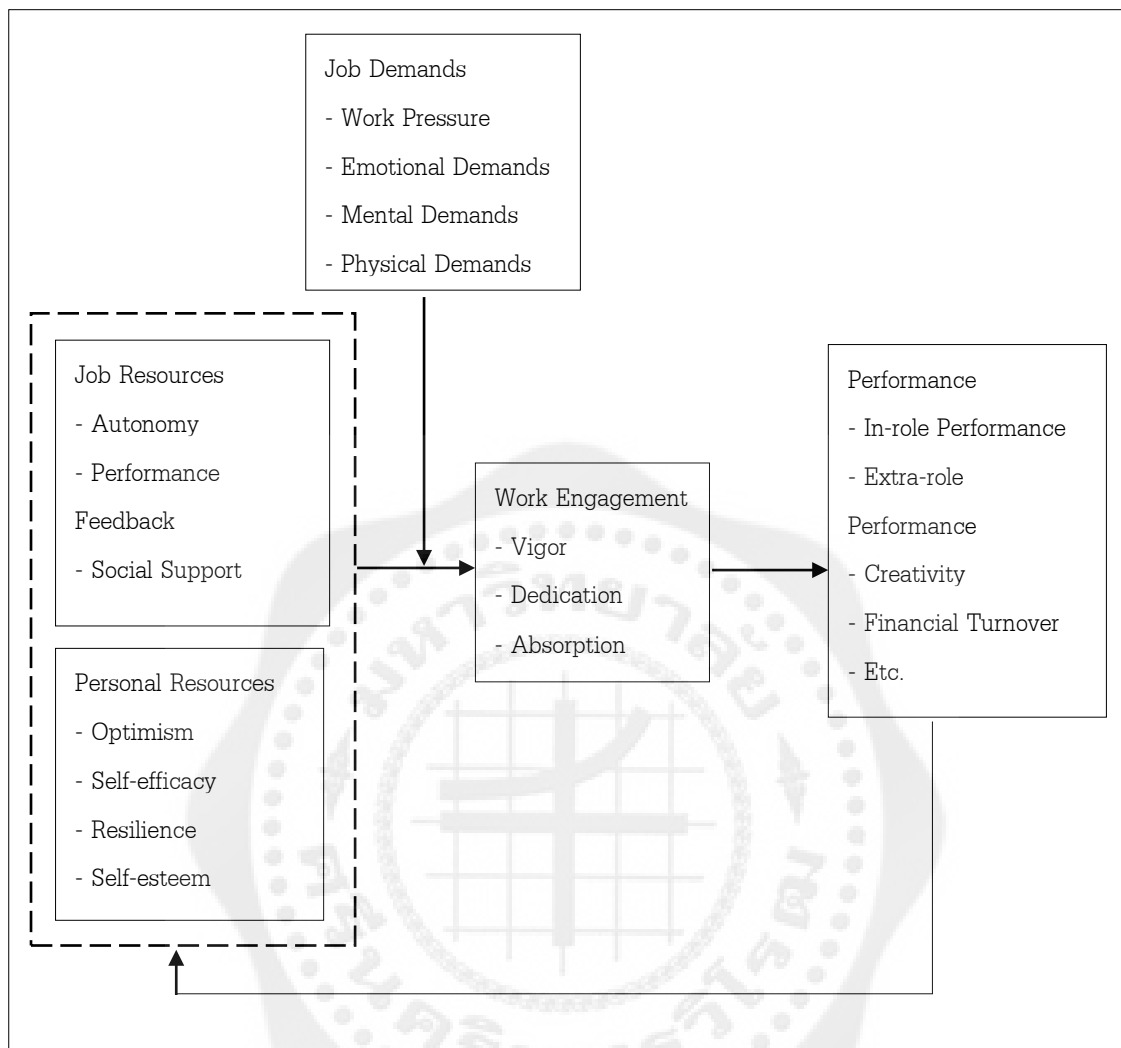 Job Demands
- Work Pressure
- Emotional Demands
- Mental Demands
- Physical Demands
Job Resources
- Autonomy
- Performance
Feedback
- Social Support
Personal Resources
- Optimism
- Self-efficacy
- Resilience
- Self-esteem
Work Engagement
- Vigor
- Dedication
- Absorption
Performance
- In-role Performance
- Extra-role
Performance
- Creativity
- Financial Turnover
- Etc.